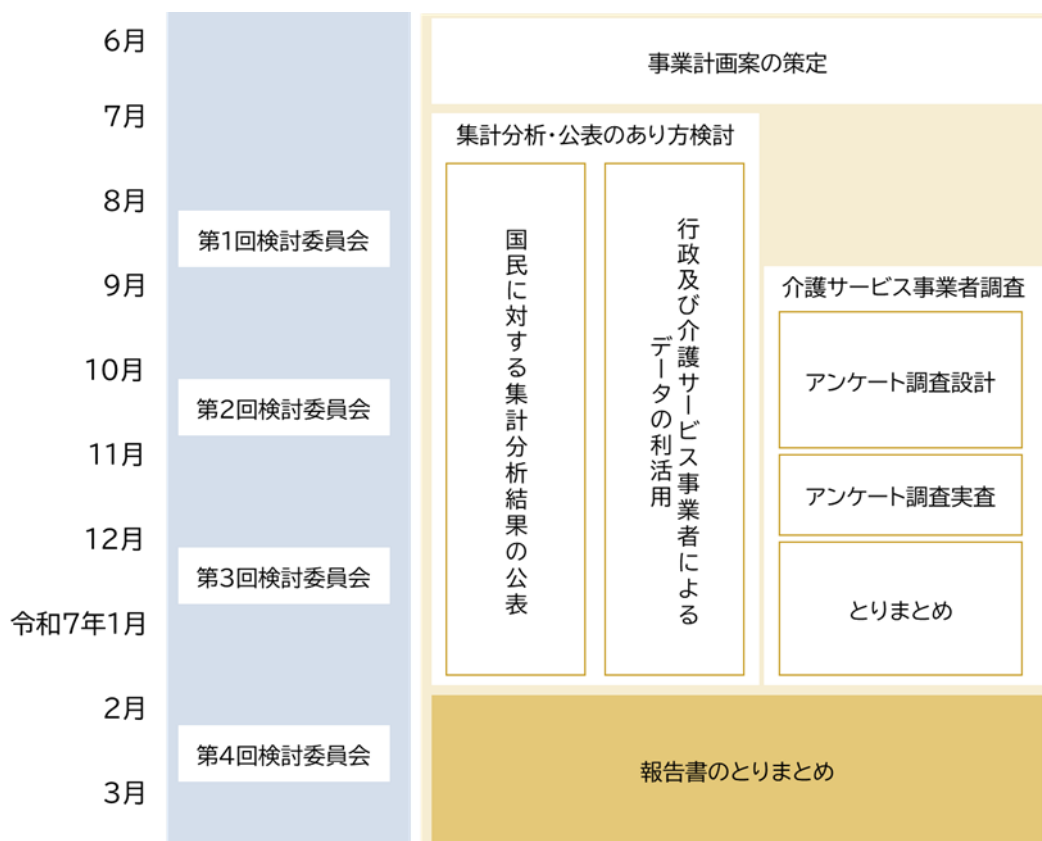 6月
7月
8月
9月
10月
11月
12月
令和7年1月
2月
3月
第1回検討委員会
第2回検討委員会
第3回検討委員会
第4回検討委員会
事業計画案の策定
集計分析・公表のあり方検討
国民に対する集計分析結果の公表
行政及び介護サービス事業者による
データの利活用
介護サービス事業者調査
アンケート調査設計
アンケート調査実査
とりまとめ
報告書のとりまとめ